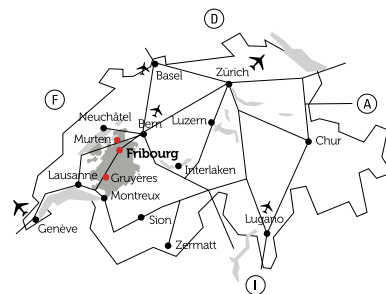 D
Basel
Zürich
F
A
Neuchâtel
Bern
Luzern
Murten
Chur
Fribourg
Interlaken
Lausanne
Gruyères
Montreux
Sion
Lugano
Genève
Zermatt
I